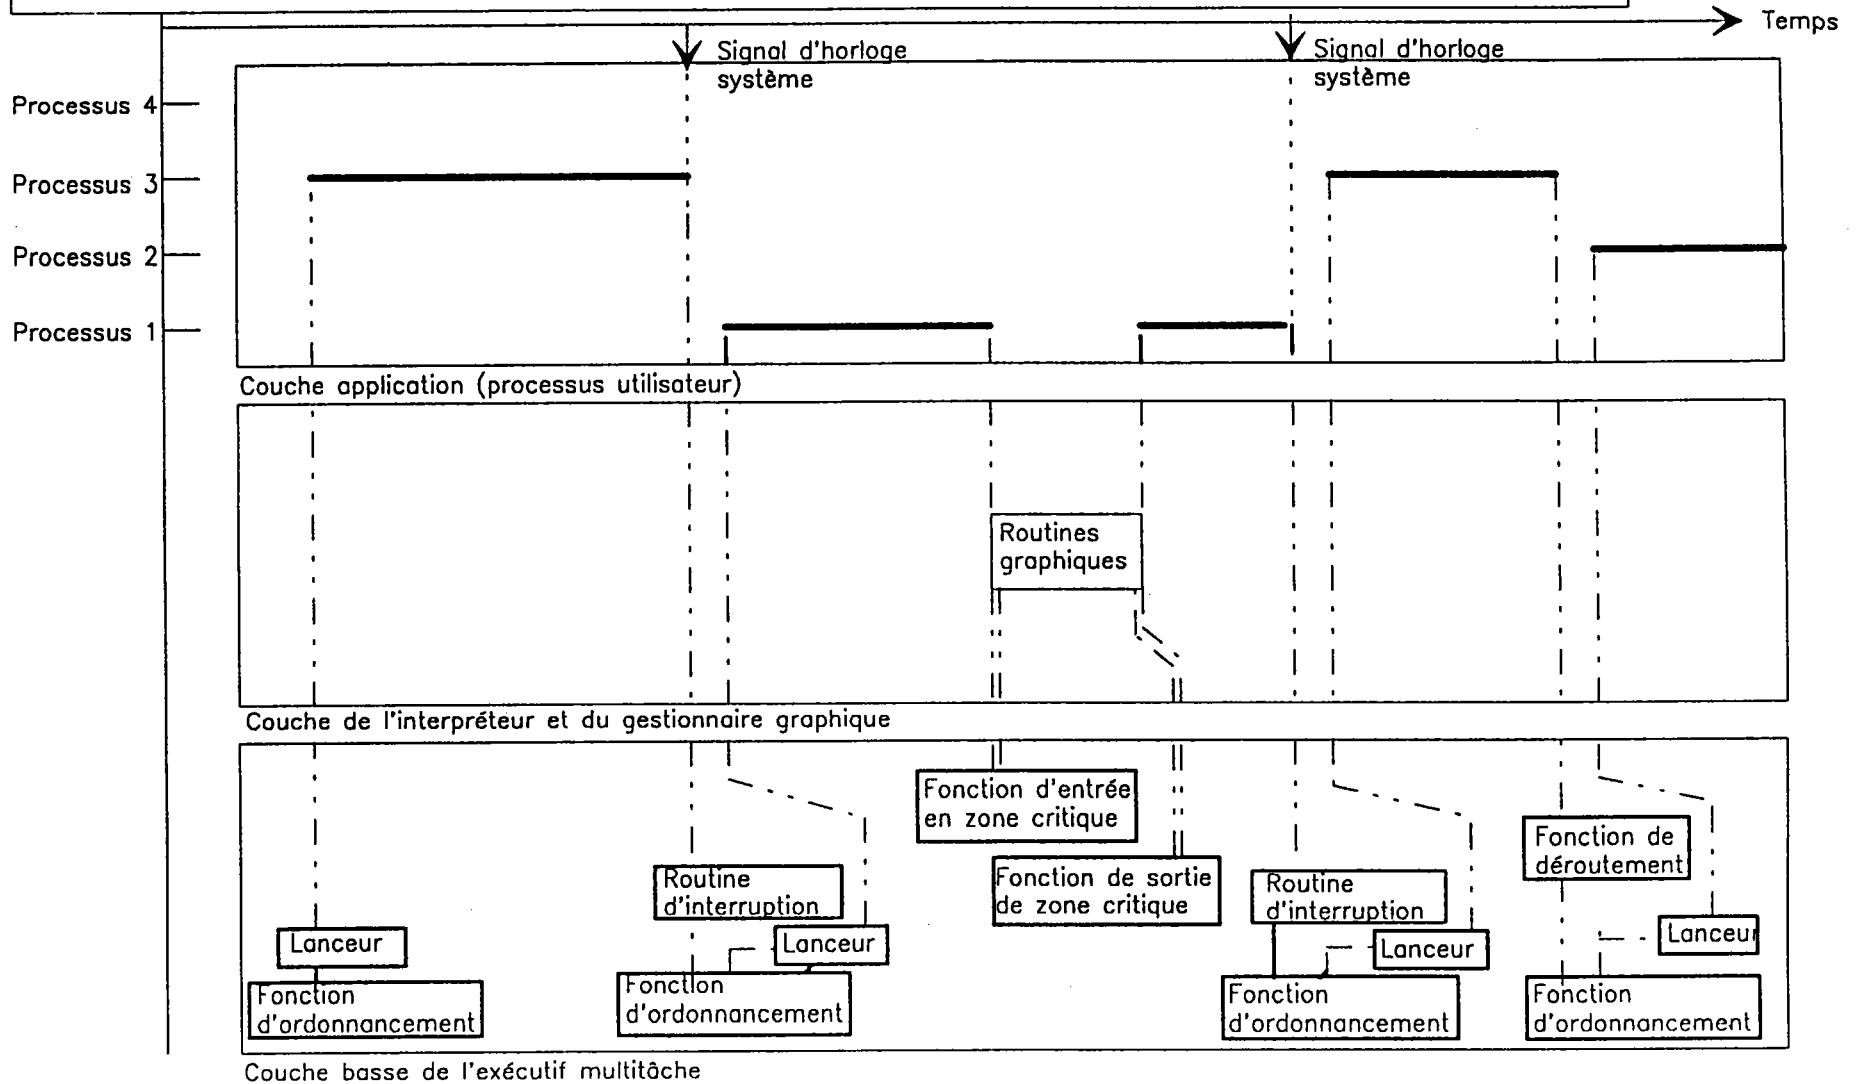 Temps
Signal d'horloge
système
Signal d'horloge
système
Processus 4
Processus 3
Processus 2
Processus 1
Couche application (processus utilisateur)
Routines
graphiques
Couche de l'interpréteur et du gestionnaire graphique
Fonction d'entrée
en zone critique
Fonction de sortie
de zone critique
Routine
d'interruption
Routine
d'interruption
Fonction de
déroutement
Lanceur
Lanceur
Lanceur
Lanceur
Fonction
d'ordonnancement
Fonction
d'ordonnancement
Fonction
d'ordonnancement
Fonction
d'ordonnancement
Couche basse de l'exécutif multitâche